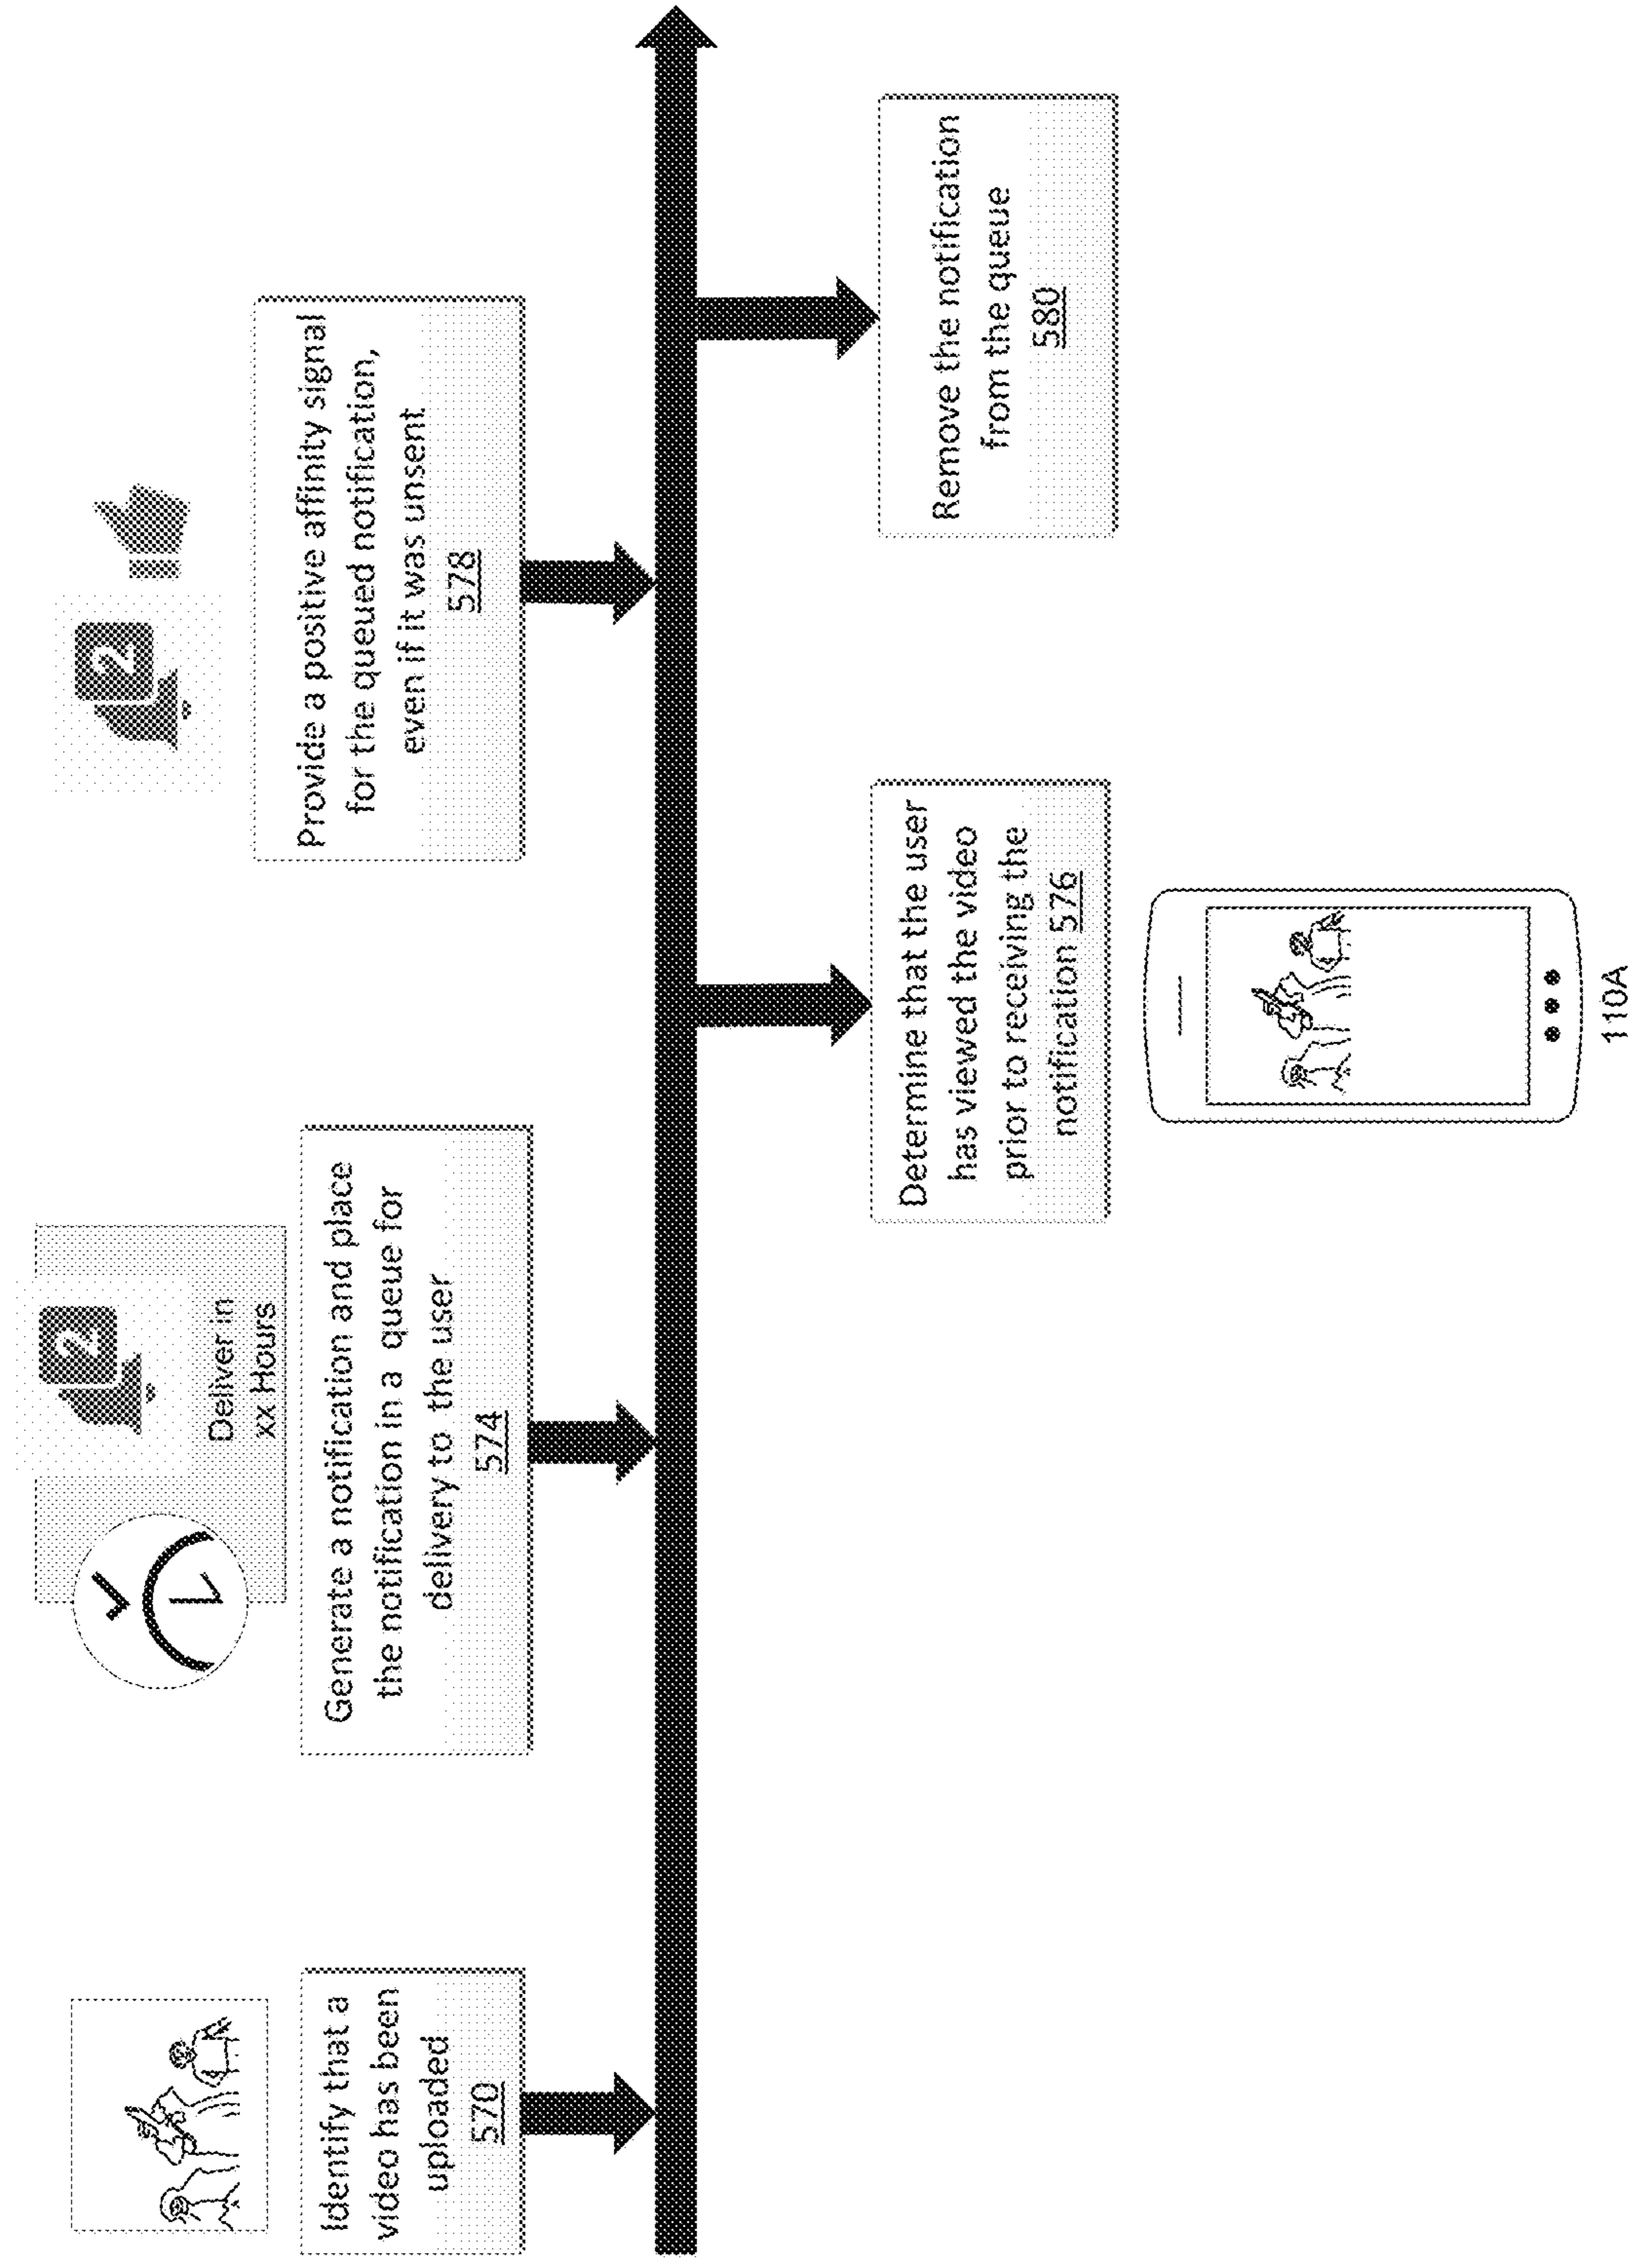 Identify that a
video has been
uploaded
570
2
Deliver in
xx Hours
Generate a notification and place
the notification in a queue for
delivery to the user
574
Determine that the user
has viewed the video
prior to receiving the
notification 576
110A
2
Provide a positive affinity signal
for the queued notification,
even if it was unsent
578
Remove the notification
from the queue
580